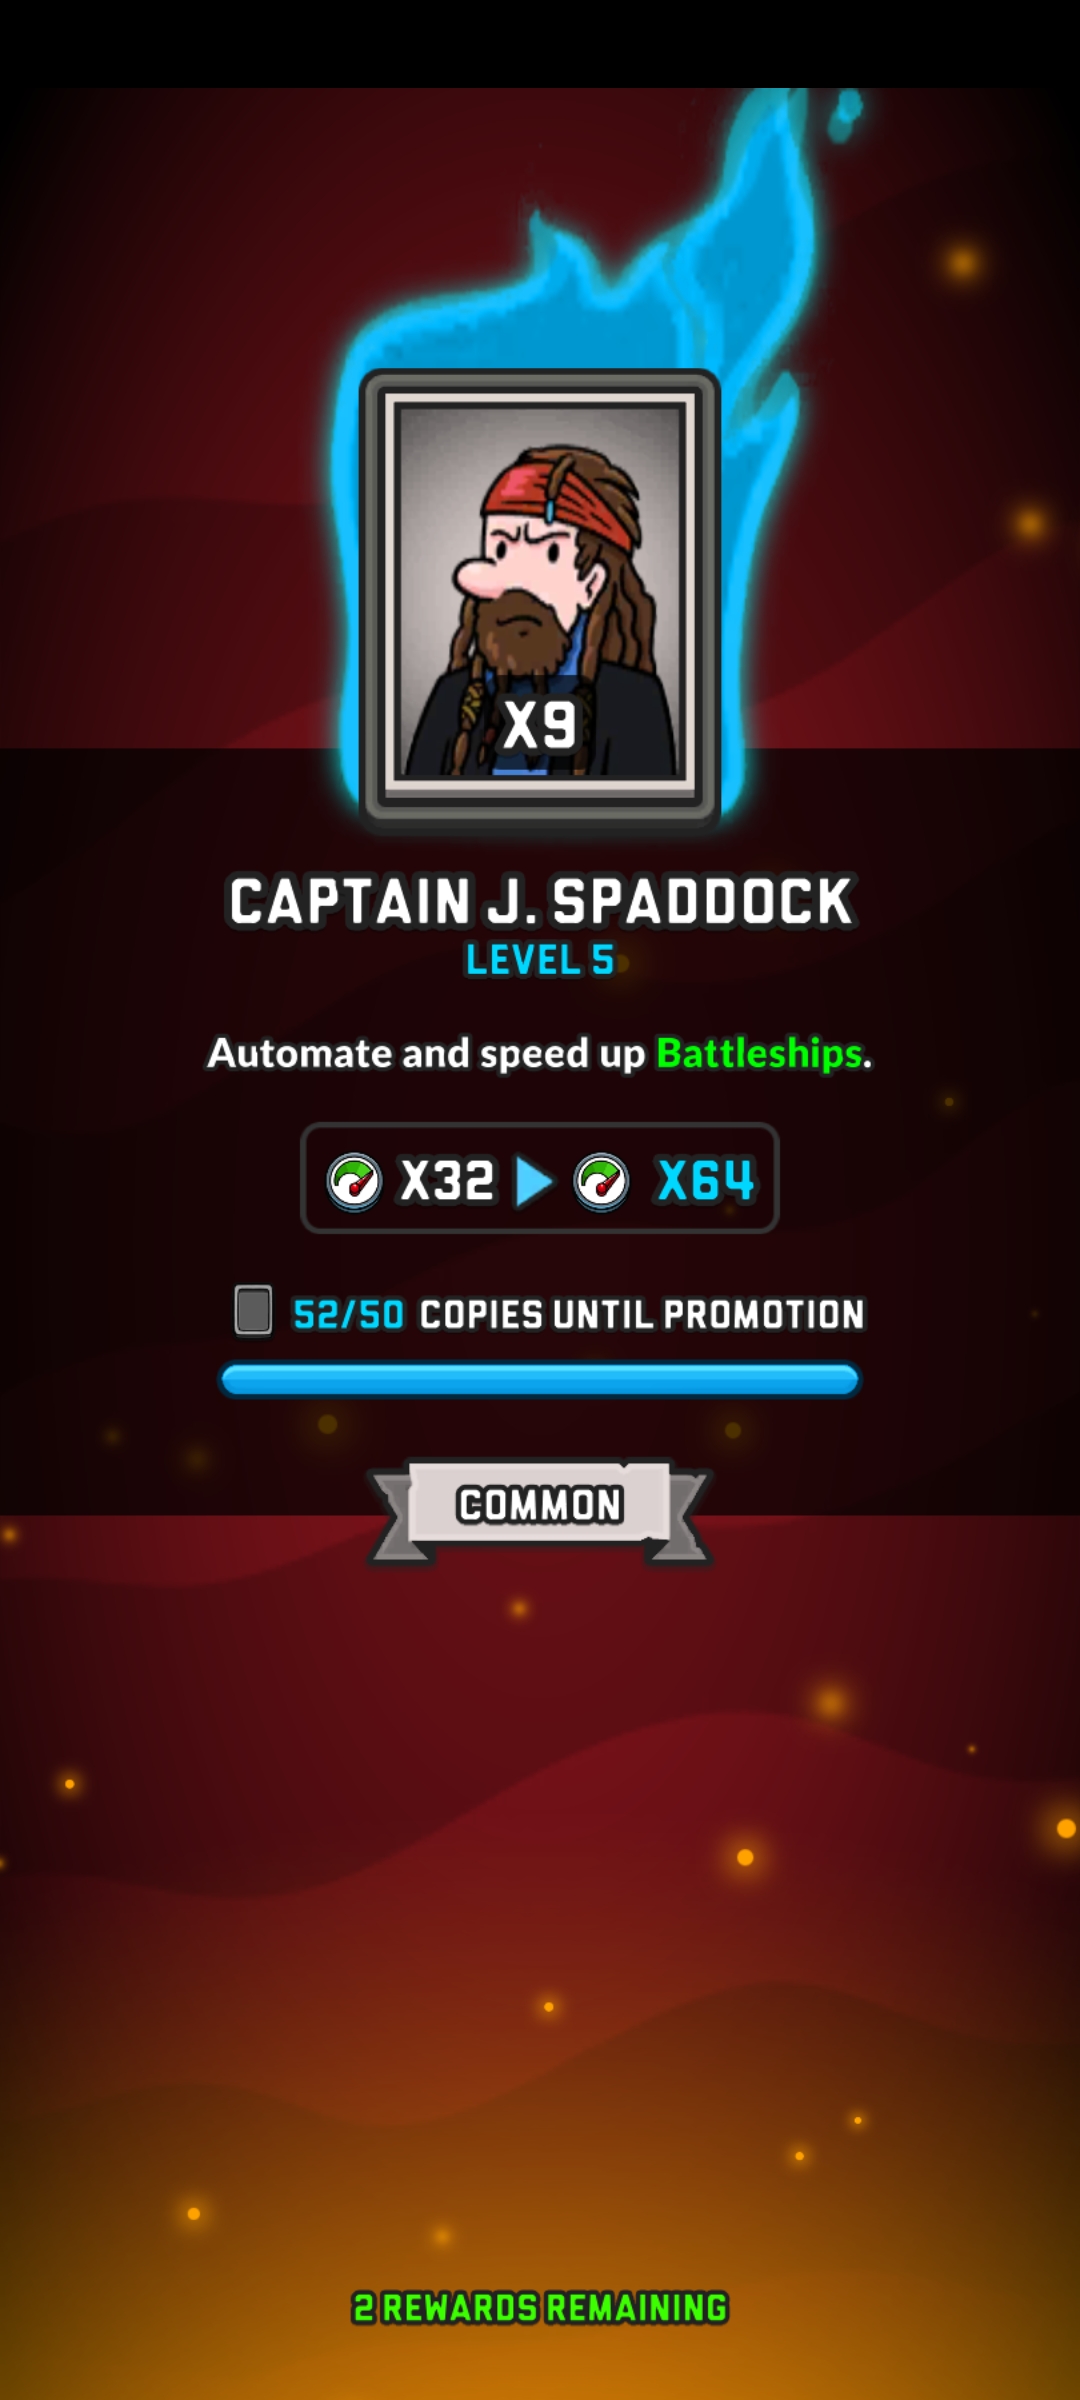 X9
CAPTAIN J. SPADDOCK
LEVEL 5
Automate and speed up Battleships.
X32 X64
52/50 COPIES UNTIL PROMOTION
COMMON
2 REWARDS REMAINING